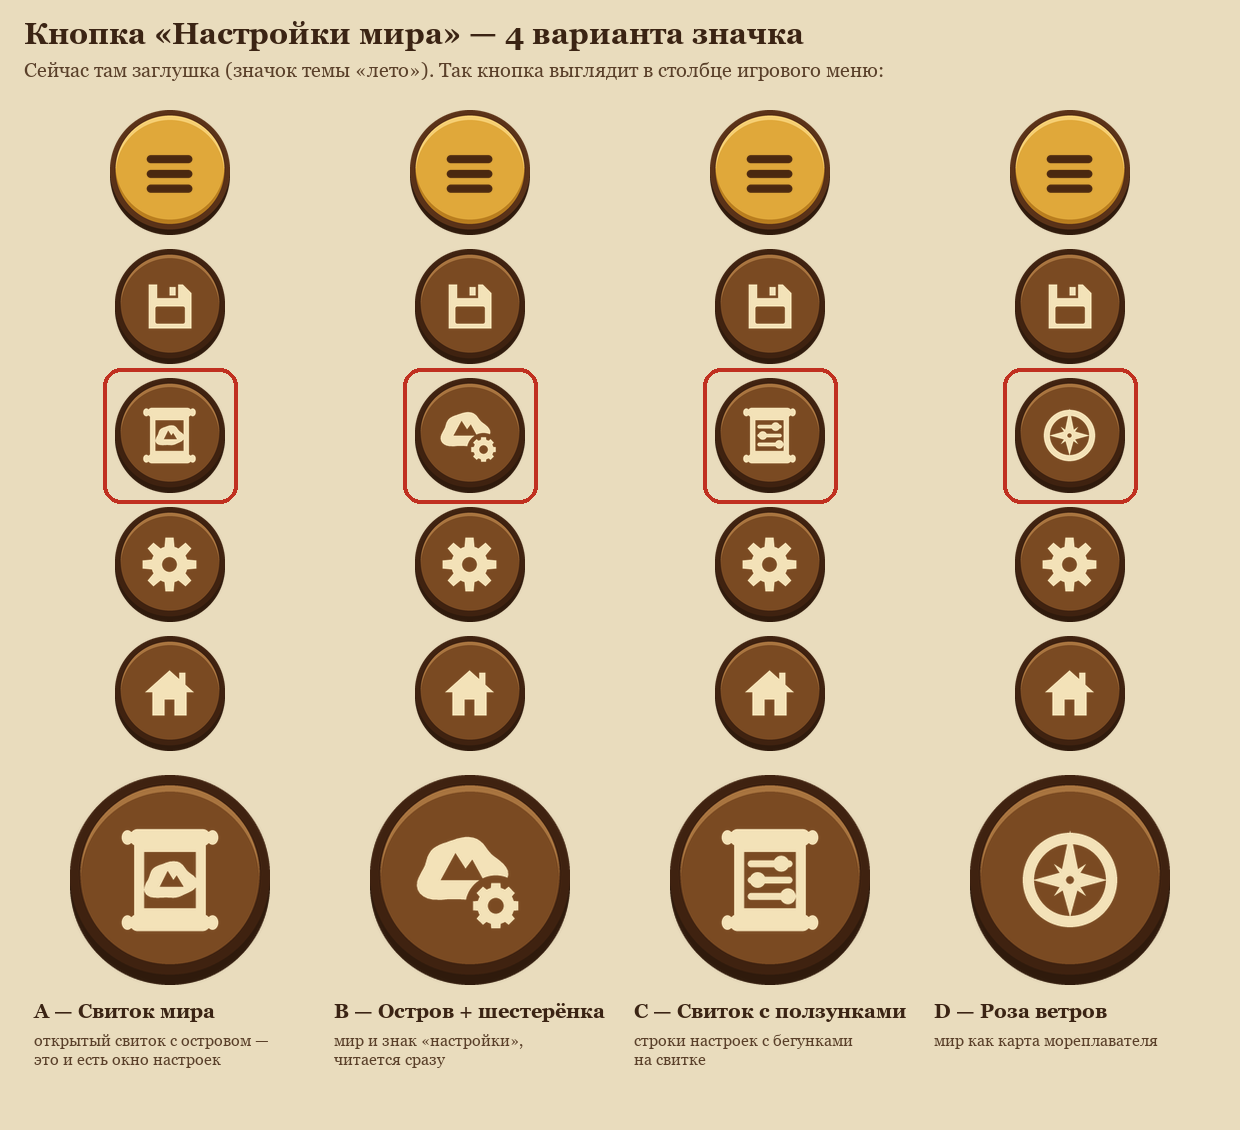 Кнопка «Настройки мира» — 4 варианта значка
Сейчас там заглушка (значок темы «лето»). Так кнопка выглядит в столбце игрового меню:
A — Свиток мира
B — Остров + шестерёнка
C — Свиток с ползунками
D — Роза ветров
открытый свиток с островом —
это и есть окно настроек
мир и знак «настройки»,
читается сразу
строки настроек с бегунками
на свитке
мир как карта мореплавателя